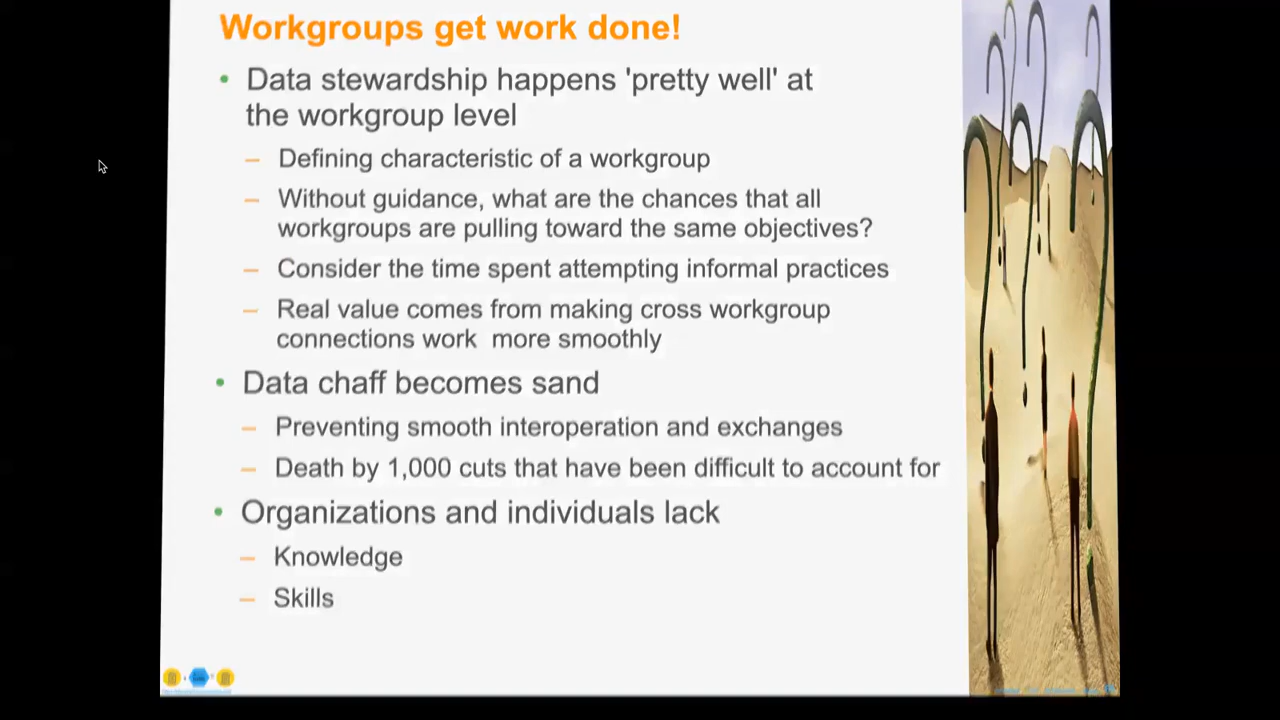 Workgroups get work done!
• Data stewardship happens 'pretty well' at
the workgroup level
– Defining characteristic of a workgroup
– Without guidance, what are the chances that all
workgroups are pulling toward the same objectives?
– Consider the time spent attempting informal practices
– Real value comes from making cross workgroup
connections work  more smoothly
• Data chaff becomes sand
– Preventing smooth interoperation and exchanges
– Death by 1,000 cuts that have been difficult to account for
• Organizations and individuals lack
– Knowledge
– Skills